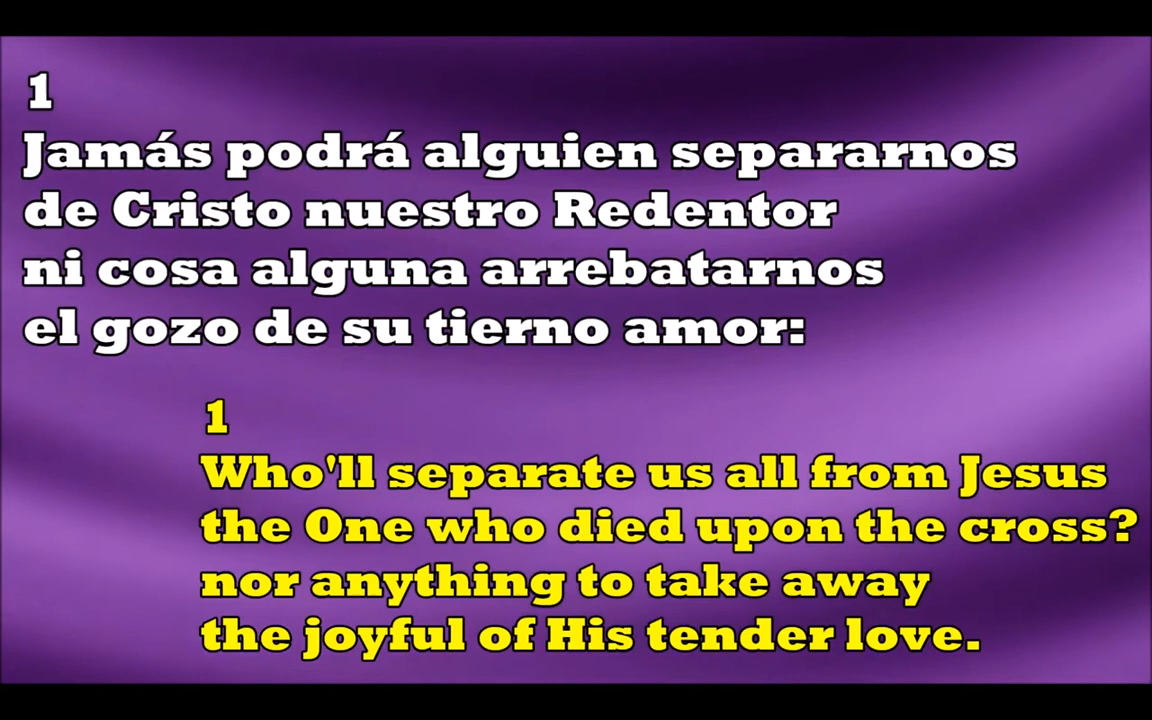 1
Jamás podrá alguien separarnos
de Cristo nuestro Redentor
ni cosa alguna arrebatarnos
el gozo de su tierno amor:
1
Who'll separate us all from Jesus
the One who died upon the cross?
nor anything to take away
the joyful of His tender love.